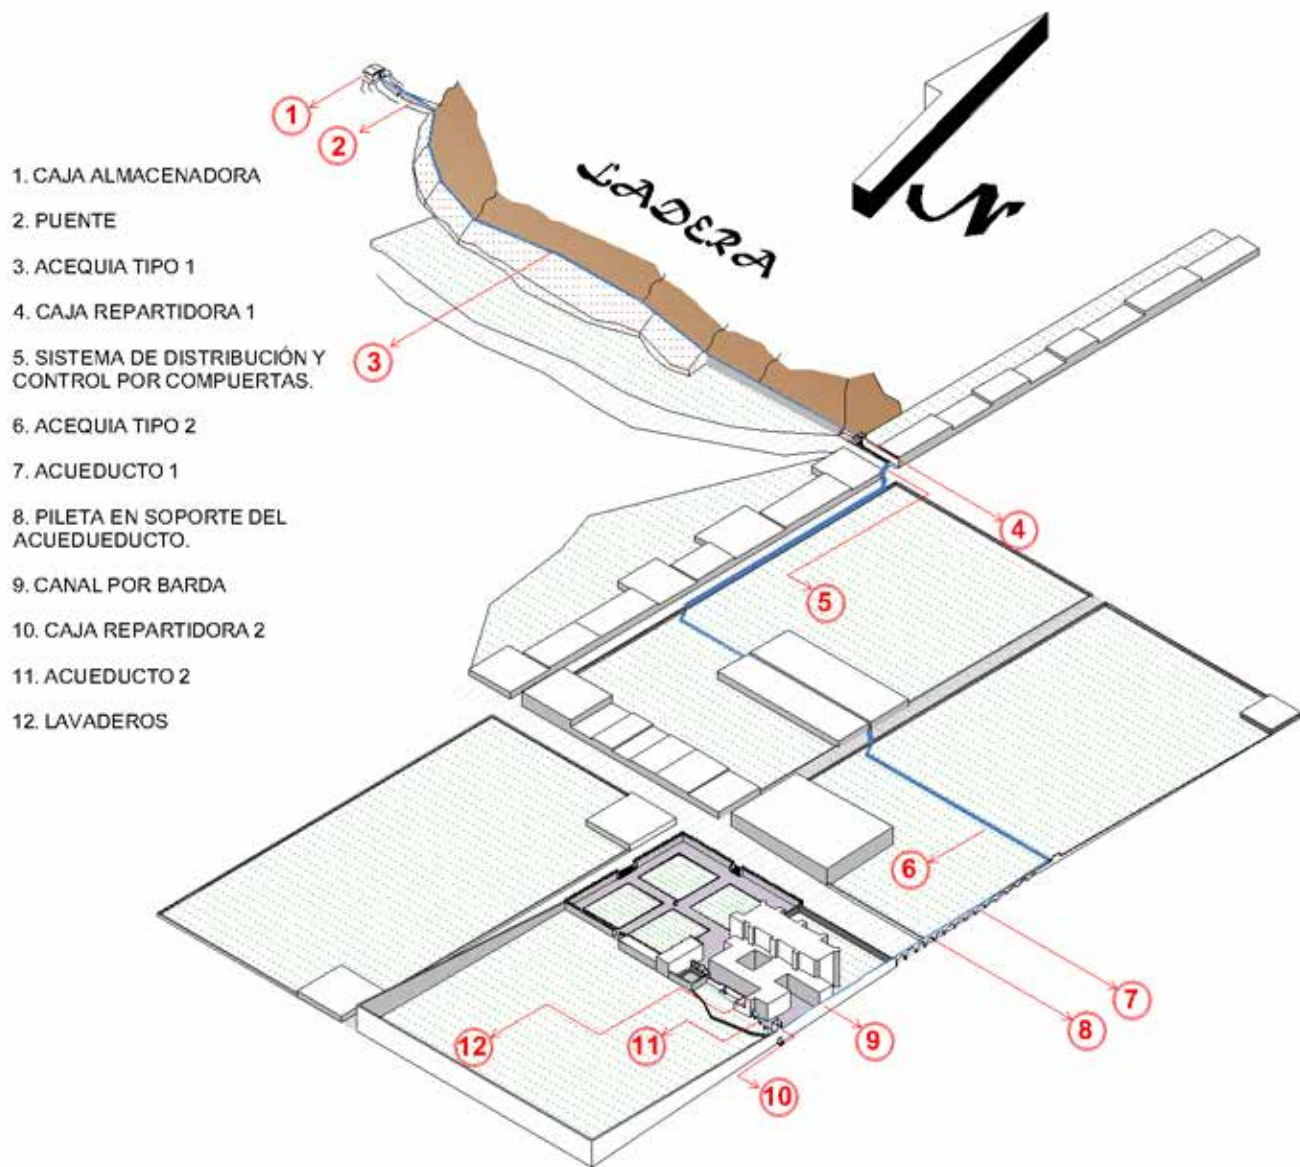 1
2
LADERA
N
1. CAJA ALMACENADORA
2. PUENTE
3. ACEQUIA TIPO 1
4. CAJA REPARTIDORA 1
5. SISTEMA DE DISTRIBUCIÓN Y
CONTROL POR COMPUERTAS.
6. ACEQUIA TIPO 2
7. ACUEDUCTO 1
8. PILETA EN SOPORTE DEL
ACUEDUEDUCTO.
9. CANAL POR BARDA
10. CAJA REPARTIDORA 2
11. ACUEDUCTO 2
12. LAVADEROS
3
4
5
6
7
8
9
12
11
10